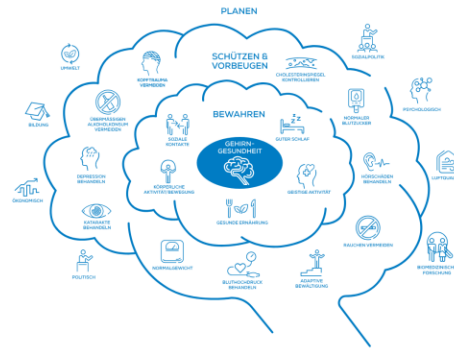 PLANEN
SCHÜTZEN &
VORBEUGEN
UMWELT
KOPFTRAUMA
VERMEIDEN
CHOLESTERINSPIEGEL
KONTROLLIEREN
SOZIALPOLITIK
BILDUNG
ÜBERMÄSSIGEN
ALKOHOLKONSUM
VERMEIDEN
BEWAHREN
NORMALER
BLUTZUCKER
PSYCHOLOGISCH
SOZIALE
KONTAKTE
GUTER SCHLAF
GEHIRN-
GESUNDHEIT
DEPRESSION
BEHANDELN
KÖRPERLICHE
AKTIVITÄT/BEWEGUNG
GEISTIGE AKTIVITÄT
HÖRSCHÄDEN
BEHANDELN
ÖKONOMISCH
KATARAKTE
BEHANDELN
GESUNDE ERNÄHRUNG
RAUCHEN VERMEIDEN
POLITISCH
NORMALGEWICHT
BLUTHOCHDRUCK
BEHANDELN
ADAPTIVE
BEWÄLTIGUNG
BIOMEDIZINISCHE
FORSCHUNG